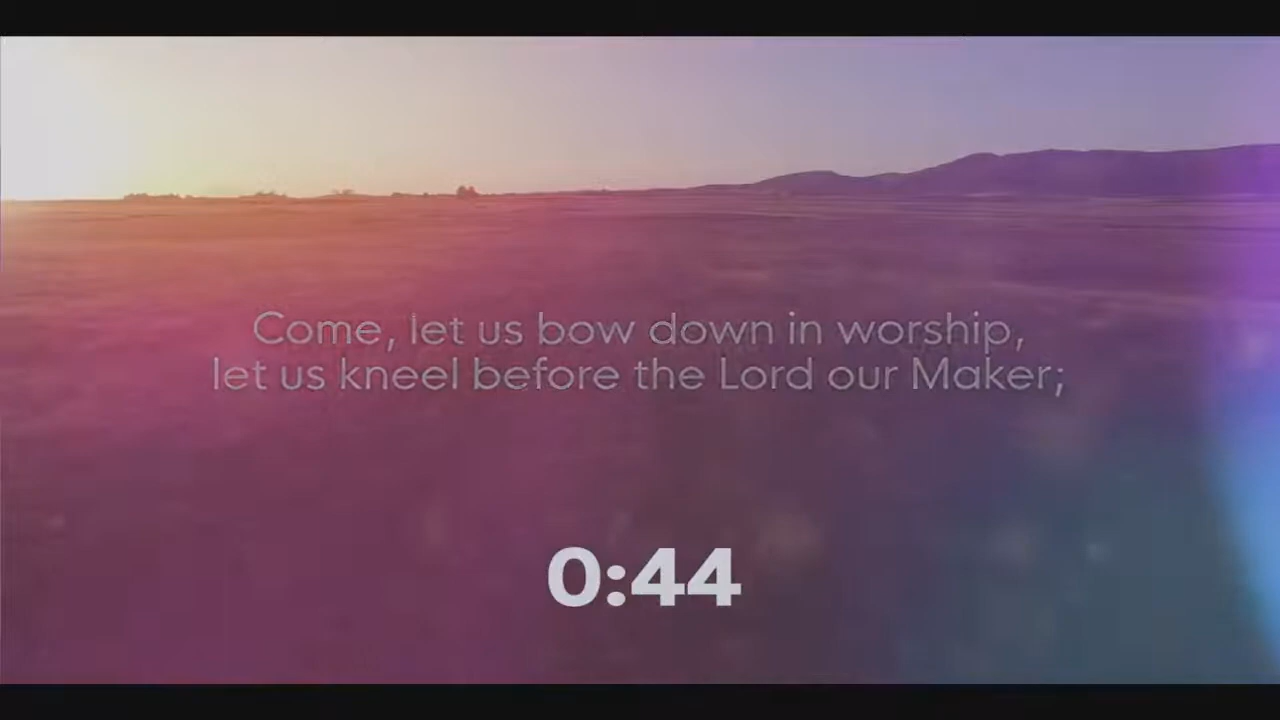 Come, let us bow down in worship,
let us kneel before the Lord our Maker;
0:44